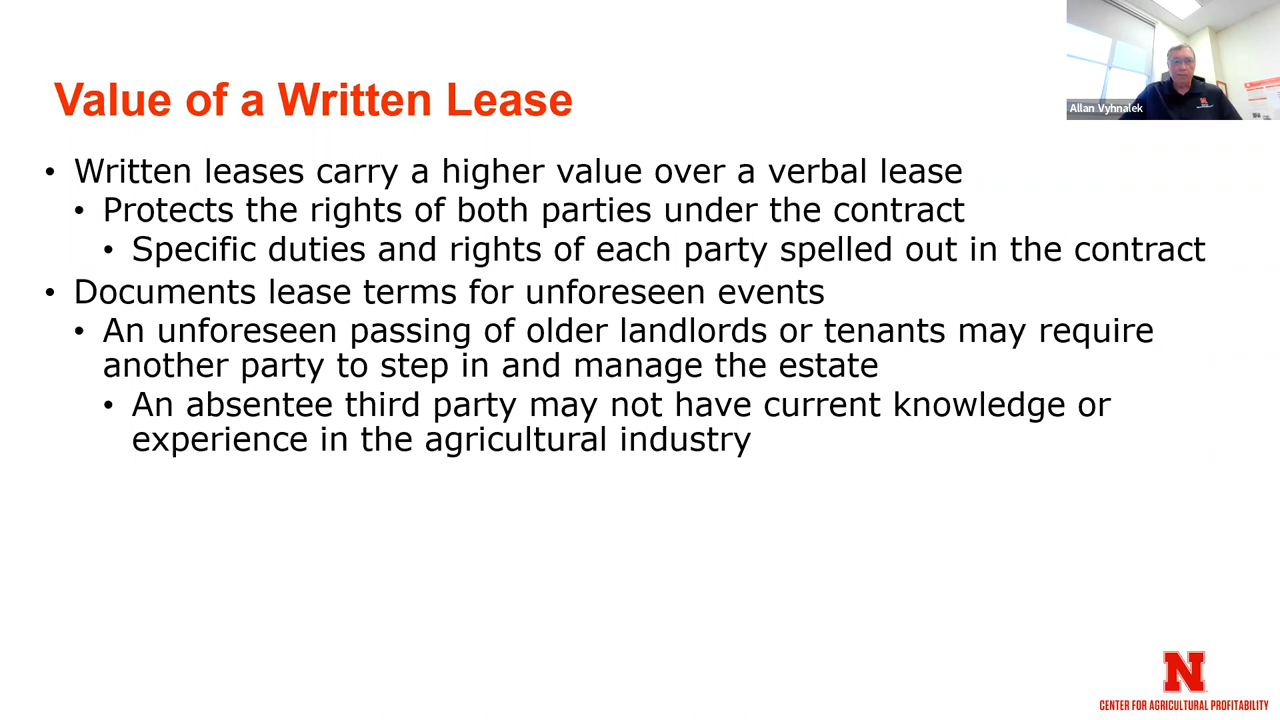 Allan Vyhnalek
Value of a Written Lease
• Written leases carry a higher value over a verbal lease
• Protects the rights of both parties under the contract
• Specific duties and rights of each party spelled out in the contract
• Documents lease terms for unforeseen events
• An unforeseen passing of older landlords or tenants may require
another party to step in and manage the estate
• An absentee third party may not have current knowledge or
experience in the agricultural industry
N
CENTER FOR AGRICULTURAL PROFITABILITY